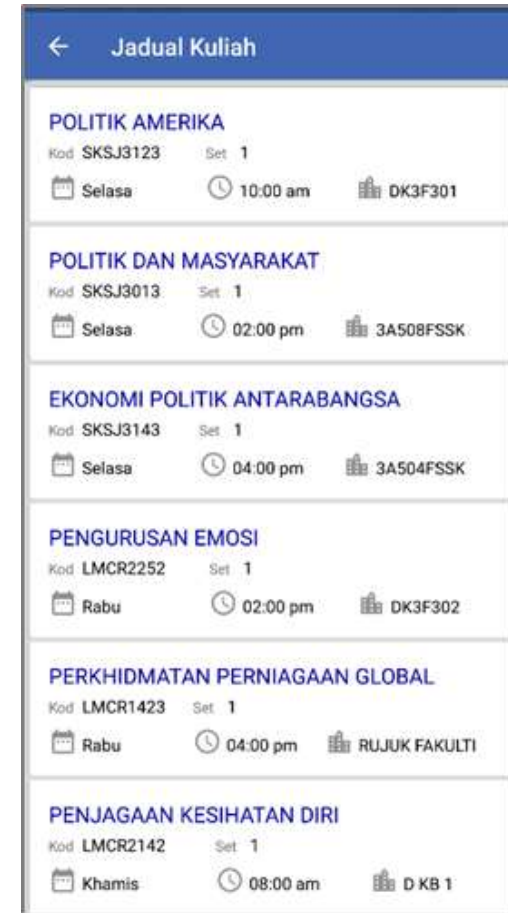 Jadual Kuliah
POLITIK AMERIKA
Kod SKSJ3123 Set 1
Selasa 10:00 am DK3F301
POLITIK DAN MASYARAKAT
Kod SKSJ3013 Set 1
Selasa 02:00 pm 3A508FSSK
EKONOMI POLITIK ANTARABANGSA
Kod SKSJ3143 Set 1
Selasa 04:00 pm 3A504FSSK
PENGURUSAN EMOSI
Kod LMCR2252 Set 1
Rabu 02:00 pm DK3F302
PERKHIDMATAN PERNIAGAAN GLOBAL
Kod LMCR1423 Set 1
Rabu 04:00 pm RUJUK FAKULTI
PENJAGAAN KESIHATAN DIRI
Kod LMCR2142 Set 1
Khamis 08:00 am D KB 1